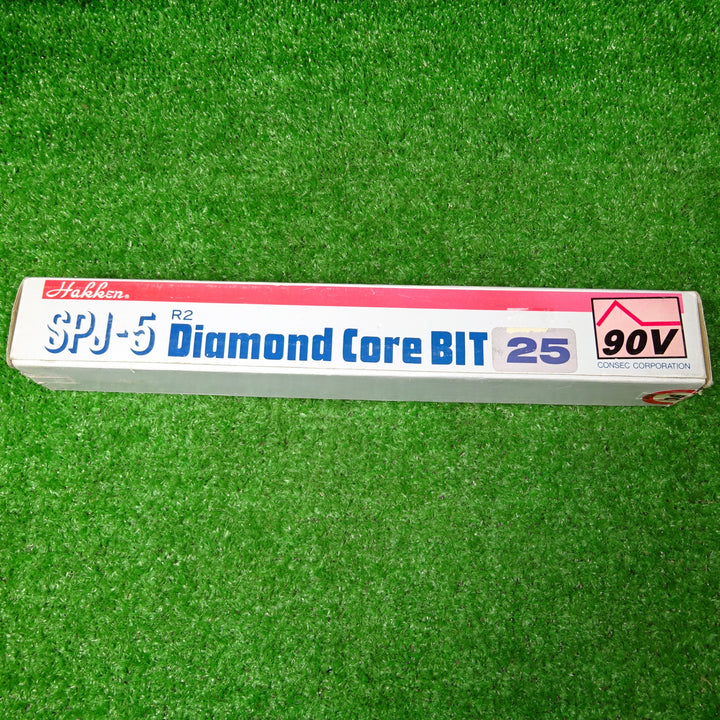 Hakken®
SPJ-5
R2
Diamond Core BIT
25
90V
CONSEC CORPORATION